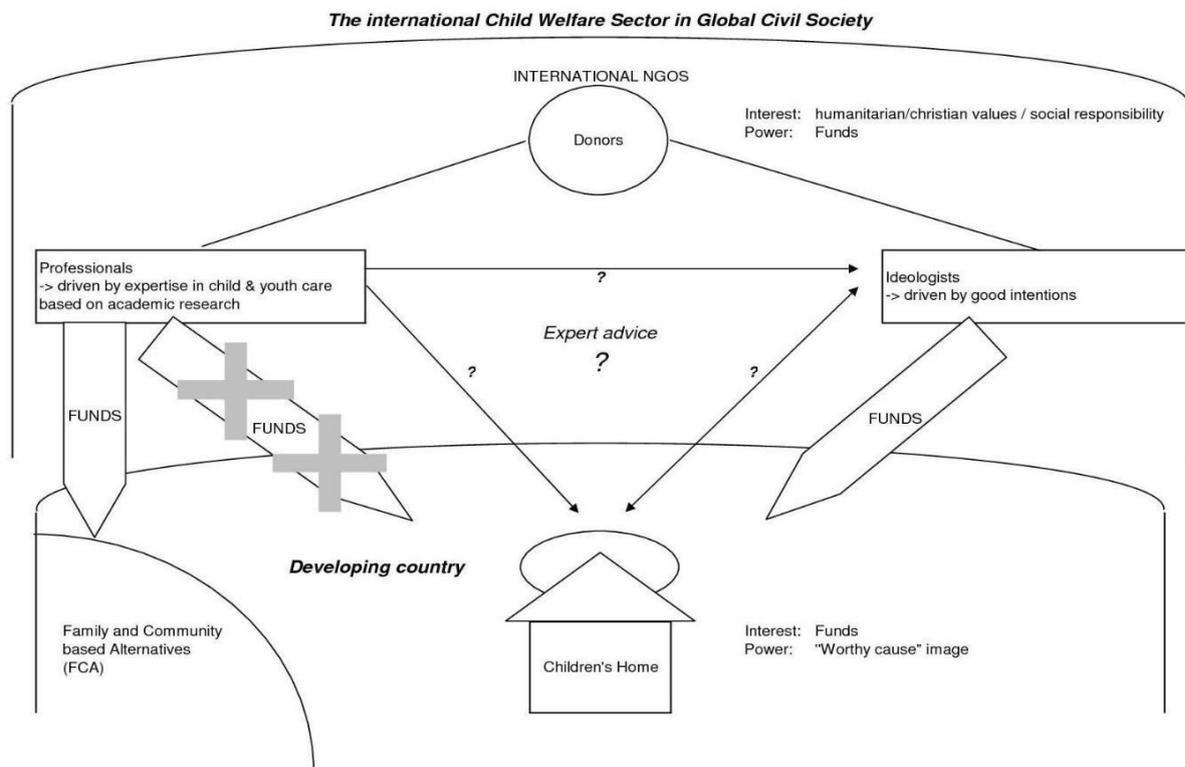 The international Child Welfare Sector in Global Civil Society
INTERNATIONAL NGOS
Donors
Interest: humanitarian/christian values / social responsibility
Power: Funds
Professionals
-> driven by expertise in child & youth care
based on academic research
?
Ideologists
-> driven by good intentions
Expert advice
?
?
?
FUNDS
FUNDS
FUNDS
Developing country
Family and Community
based Alternatives
(FCA)
Children's Home
Interest: Funds
Power: "Worthy cause" image